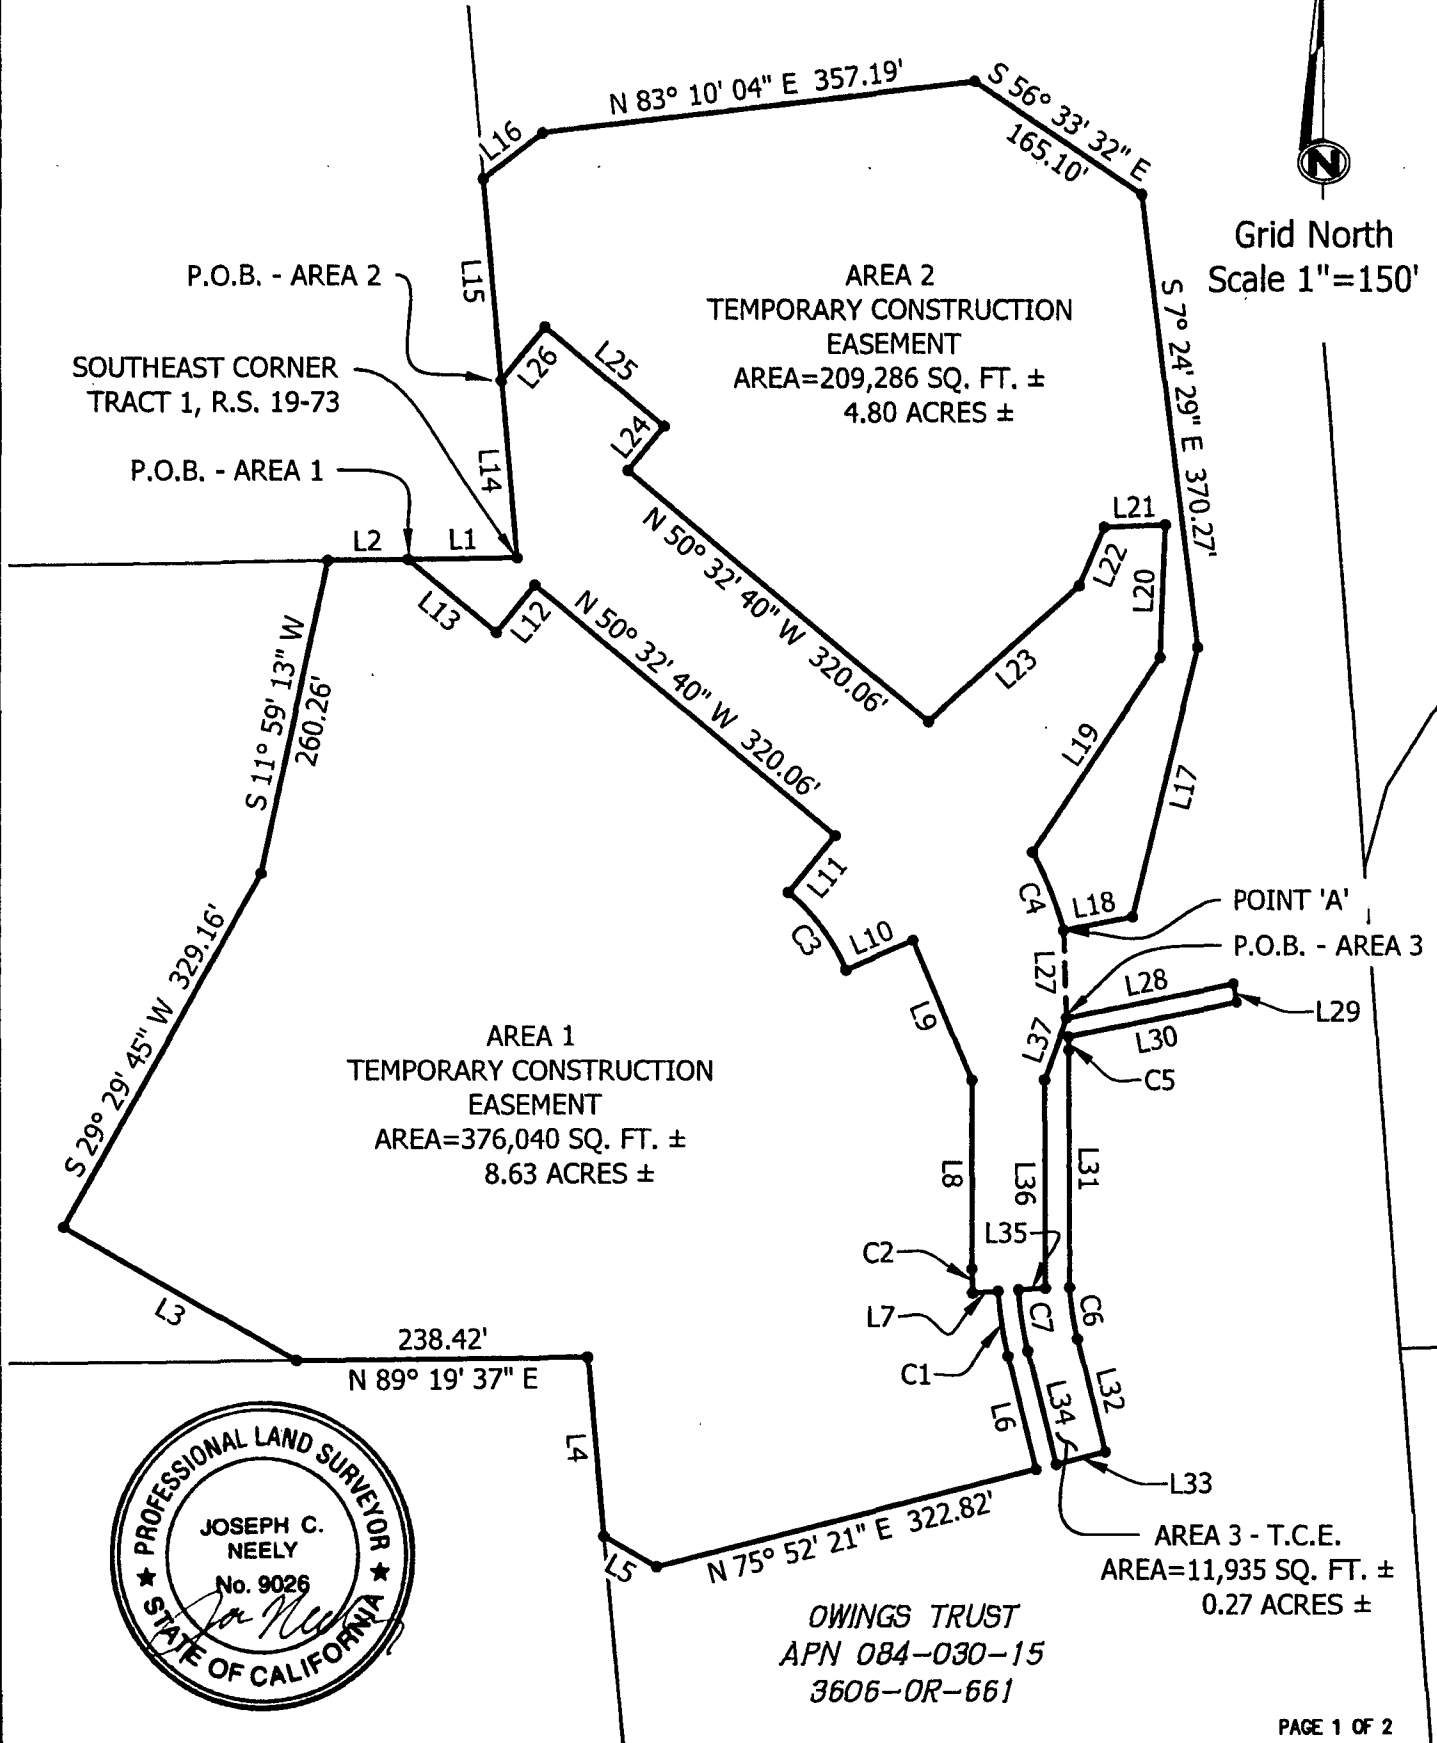 N 83° 10' 04" E 357.19'
S 56° 33' 32" E
165.10'
L16
N
Grid North
Scale 1"=150'
L15
P.O.B. - AREA 2
AREA 2
TEMPORARY CONSTRUCTION
EASEMENT
AREA=209,286 SQ. FT. ±
4.80 ACRES ±
S 7° 24' 29" E 370.27'
SOUTHEAST CORNER
TRACT 1, R.S. 19-73
L26
L25
L24
L14
P.O.B. - AREA 1
L2
L1
L13
L12
N 50° 32' 40" W 320.06'
N 50° 32' 40" W 320.06'
L21
L22
L20
L23
L19
L17
S 11° 59' 13" W
260.26'
L11
C3
L10
C4
L18
POINT 'A'
P.O.B. - AREA 3
L27
L28
L29
L30
L9
L37
C5
S 29° 29' 45" W 329.16'
AREA 1
TEMPORARY CONSTRUCTION
EASEMENT
AREA=376,040 SQ. FT. ±
8.63 ACRES ±
L8
L36
L31
L35
C2
L7
C7
C6
C1
L3
238.42'
N 89° 19' 37" E
L6
L34
L32
L33
L4
L5
N 75° 52' 21" E 322.82'
PROFESSIONAL LAND SURVEYOR
JOSEPH C.
NEELY
No. 9026
STATE OF CALIFORNIA
AREA 3 - T.C.E.
AREA=11,935 SQ. FT. ±
0.27 ACRES ±
OWINGS TRUST
APN 084-030-15
3606-OR-661
PAGE 1 OF 2